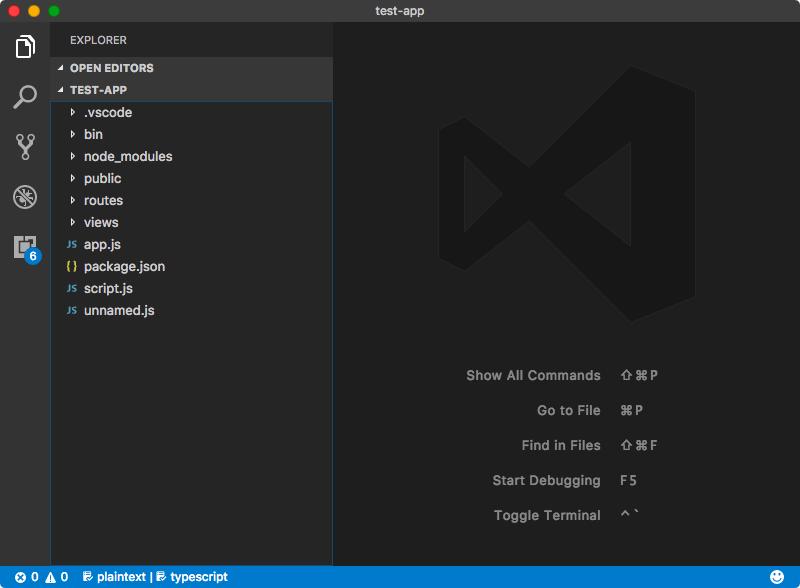 test-app
EXPLORER
OPEN EDITORS
TEST-APP
.vscode
bin
node_modules
public
routes
views
JS app.js
{ } package.json
JS script.js
JS unnamed.js
6
Show All Commands ⇧⌘P
Go to File ⌘P
Find in Files ⇧⌘F
Start Debugging F5
Toggle Terminal ^`
0 0 plaintext | typescript